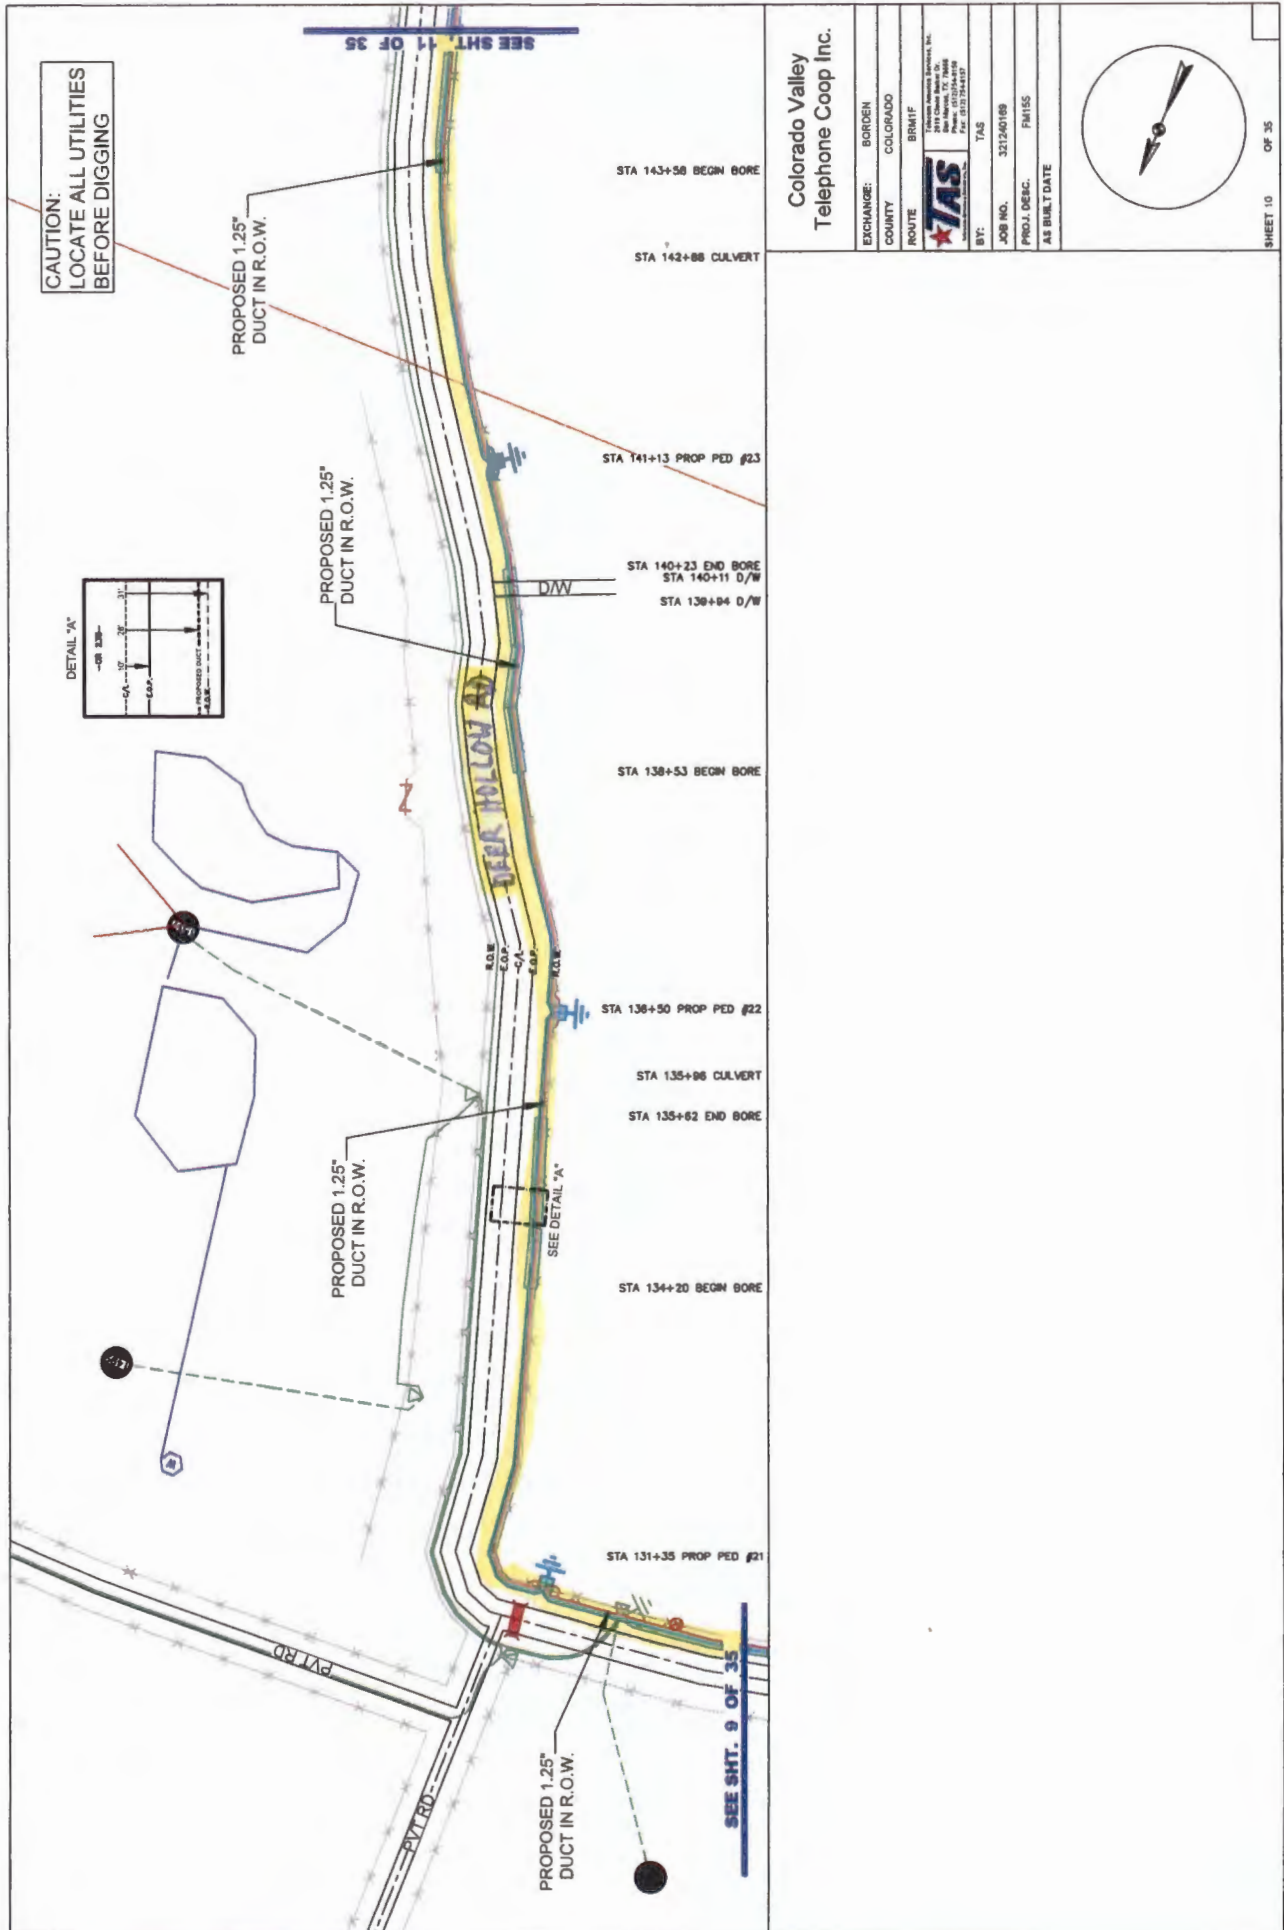 CAUTION:
LOCATE ALL UTILITIES
BEFORE DIGGING
SEE SHT. 11 OF 35
PROPOSED 1.25"
DUCT IN R.O.W.
PROPOSED 1.25"
DUCT IN R.O.W.
DETAIL "A"
10'
31'
C/L
E.O.P.
PROPOSED DUCT
R.O.W.
DEER HOLLOW RD
D/W
R.O.W.
E.O.P.
C/L
E.O.P.
R.O.W.
PROPOSED 1.25"
DUCT IN R.O.W.
SEE DETAIL "A"
PVT RD
PVT RD
PROPOSED 1.25"
DUCT IN R.O.W.
SEE SHT. 9 OF 35
STA 143+58 BEGIN BORE
STA 142+88 CULVERT
STA 141+13 PROP PED #23
STA 140+23 END BORE
STA 140+11 D/W
STA 139+94 D/W
STA 138+53 BEGIN BORE
STA 136+50 PROP PED #22
STA 135+96 CULVERT
STA 135+62 END BORE
STA 134+20 BEGIN BORE
STA 131+35 PROP PED #21
Colorado Valley
Telephone Coop Inc.
EXCHANGE: BORDEN
COUNTY COLORADO
ROUTE BRM1F
TAS
BY: TAS
JOB NO. 321240169
PROJ. DESC. FM155
AS BUILT DATE
SHEET 10 OF 35